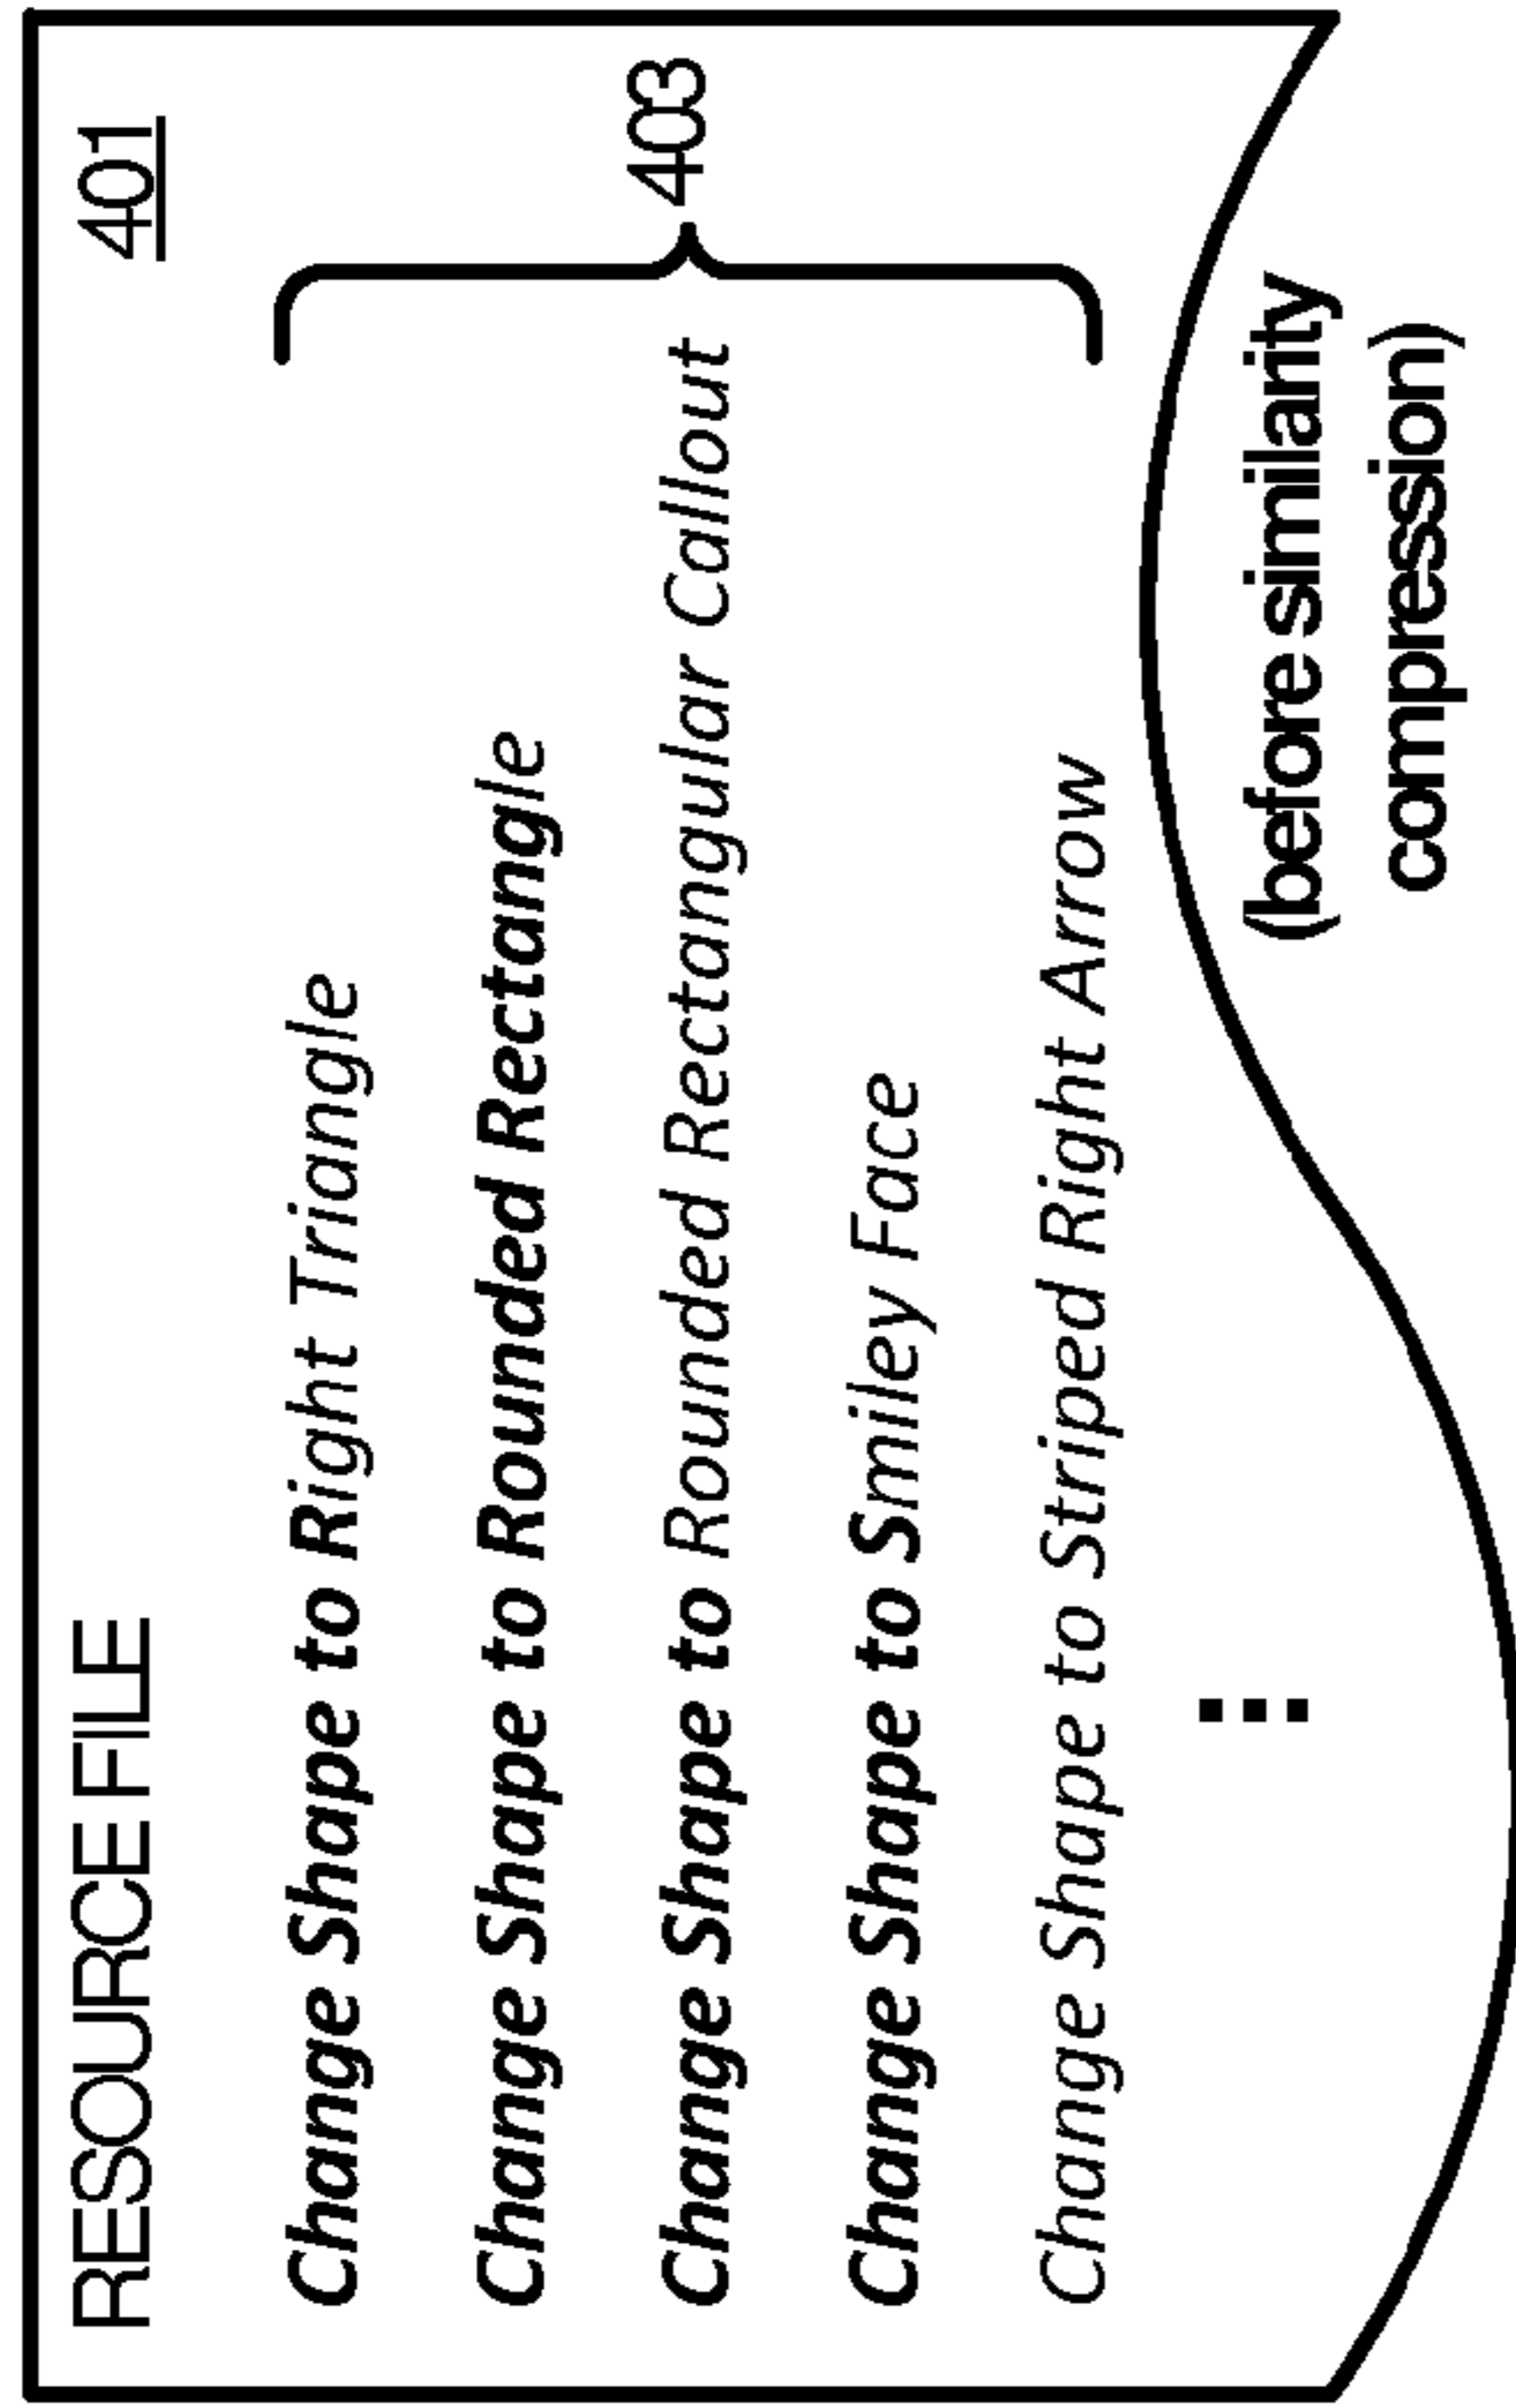 RESOURCE FILE 401
Change Shape to Right Triangle
Change Shape to Rounded Rectangle
Change Shape to Rounded Rectangular Callout
403
Change Shape to Smiley Face
Change Shape to Striped Right Arrow
(before similarity
compression)